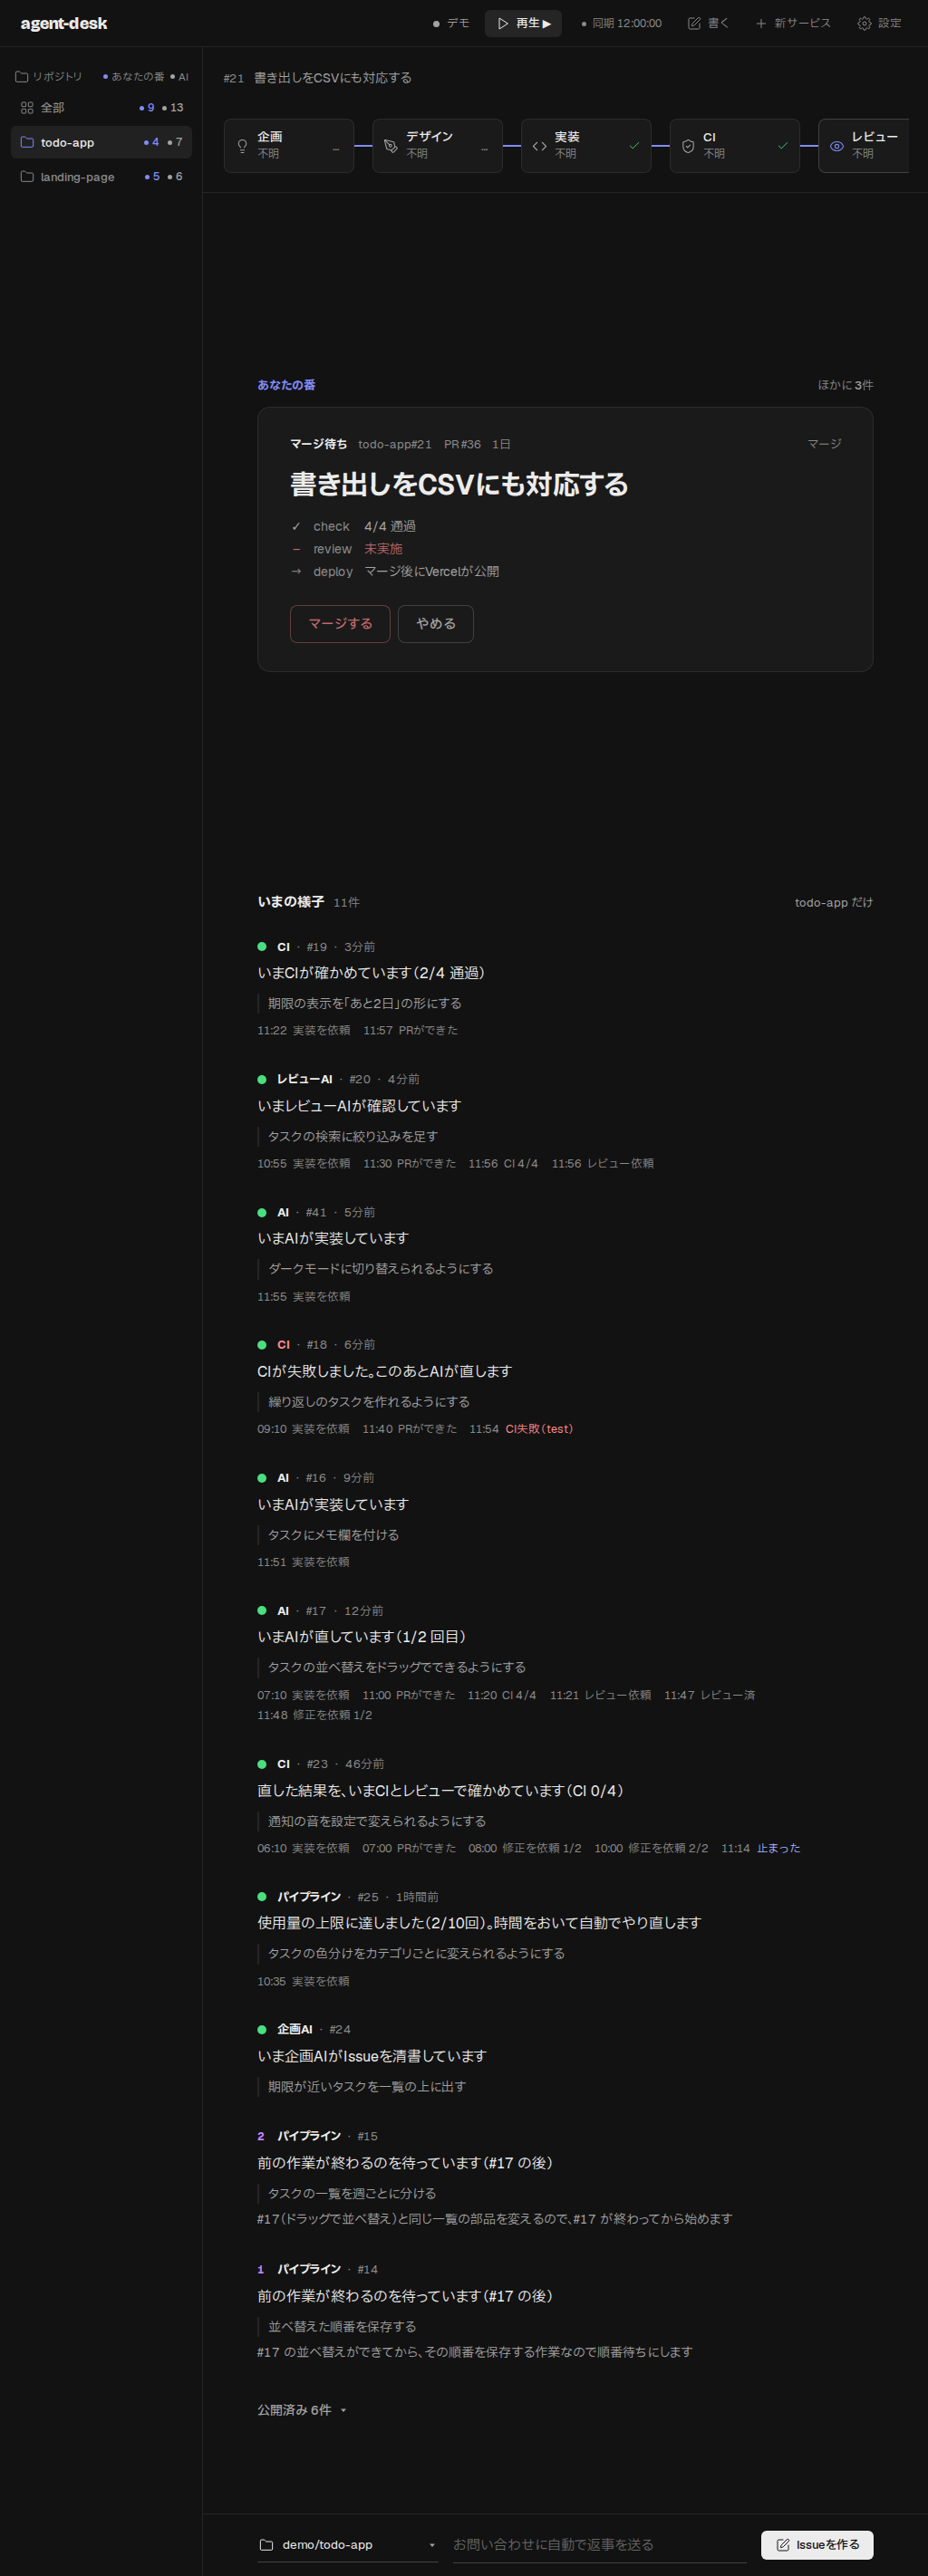 agent-desk
デモ
再生 ▶
同期 12:00:00
書く
新サービス
設定
リポジトリ
あなたの番
AI
全部 9 13
todo-app 4 7
landing-page 5 6
#21 書き出しをCSVにも対応する
企画
不明
–
デザイン
不明
–
実装
不明
✓
CI
不明
✓
レビュー
不明
あなたの番
ほかに3件
マージ待ち todo-app#21 PR#36 1日
マージ
書き出しをCSVにも対応する
✓ check 4/4 通過
– review 未実施
→ deploy マージ後にVercelが公開
マージする
やめる
いまの様子 11件
todo-app だけ
CI · #19 · 3分前
いまCIが確かめています（2/4 通過）
期限の表示を「あと2日」の形にする
11:22 実装を依頼 11:57 PRができた
レビューAI · #20 · 4分前
いまレビューAIが確認しています
タスクの検索に絞り込みを足す
10:55 実装を依頼 11:30 PRができた 11:56 CI 4/4 11:56 レビュー依頼
AI · #41 · 5分前
いまAIが実装しています
ダークモードに切り替えられるようにする
11:55 実装を依頼
CI · #18 · 6分前
CIが失敗しました。このあとAIが直します
繰り返しのタスクを作れるようにする
09:10 実装を依頼 11:40 PRができた 11:54 CI失敗（test）
AI · #16 · 9分前
いまAIが実装しています
タスクにメモ欄を付ける
11:51 実装を依頼
AI · #17 · 12分前
いまAIが直しています（1/2 回目）
タスクの並べ替えをドラッグでできるようにする
07:10 実装を依頼 11:00 PRができた 11:20 CI 4/4 11:21 レビュー依頼 11:47 レビュー済
11:48 修正を依頼 1/2
CI · #23 · 46分前
直した結果を、いまCIとレビューで確かめています（CI 0/4）
通知の音を設定で変えられるようにする
06:10 実装を依頼 07:00 PRができた 08:00 修正を依頼 1/2 10:00 修正を依頼 2/2 11:14 止まった
パイプライン · #25 · 1時間前
使用量の上限に達しました（2/10回）。時間をおいて自動でやり直します
タスクの色分けをカテゴリごとに変えられるようにする
10:35 実装を依頼
企画AI · #24
いま企画AIがIssueを清書しています
期限が近いタスクを一覧の上に出す
2 パイプライン · #15
前の作業が終わるのを待っています（#17 の後）
タスクの一覧を週ごとに分ける
#17（ドラッグで並べ替え）と同じ一覧の部品を変えるので、#17 が終わってから始めます
1 パイプライン · #14
前の作業が終わるのを待っています（#17 の後）
並べ替えた順番を保存する
#17 の並べ替えができてから、その順番を保存する作業なので順番待ちにします
公開済み 6件
demo/todo-app
お問い合わせに自動で返事を送る
Issueを作る